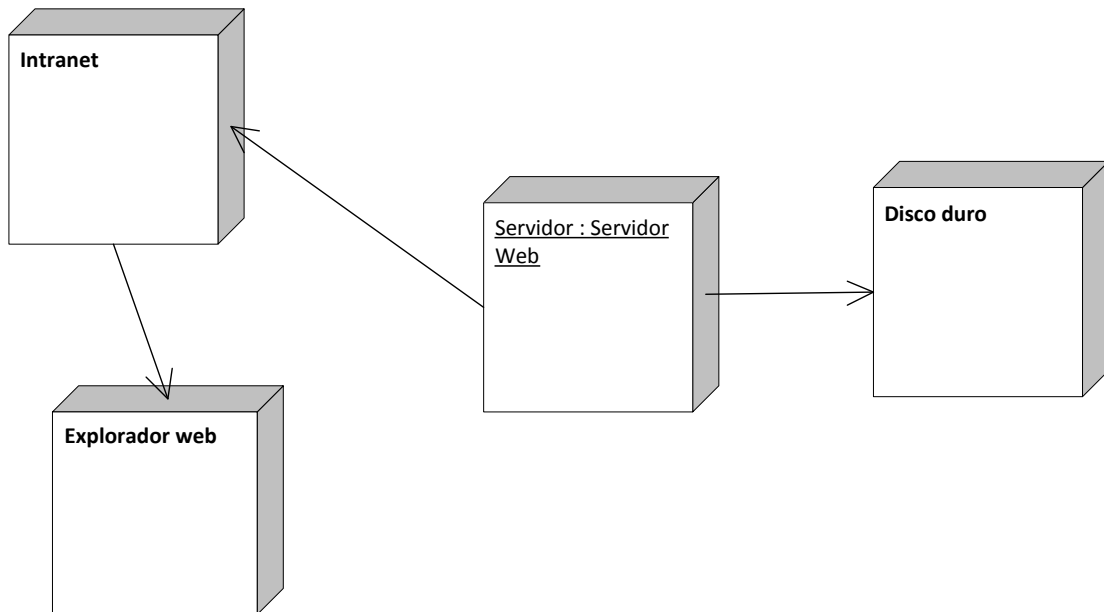 Intranet
Servidor : Servidor
Web
Disco duro
Explorador web